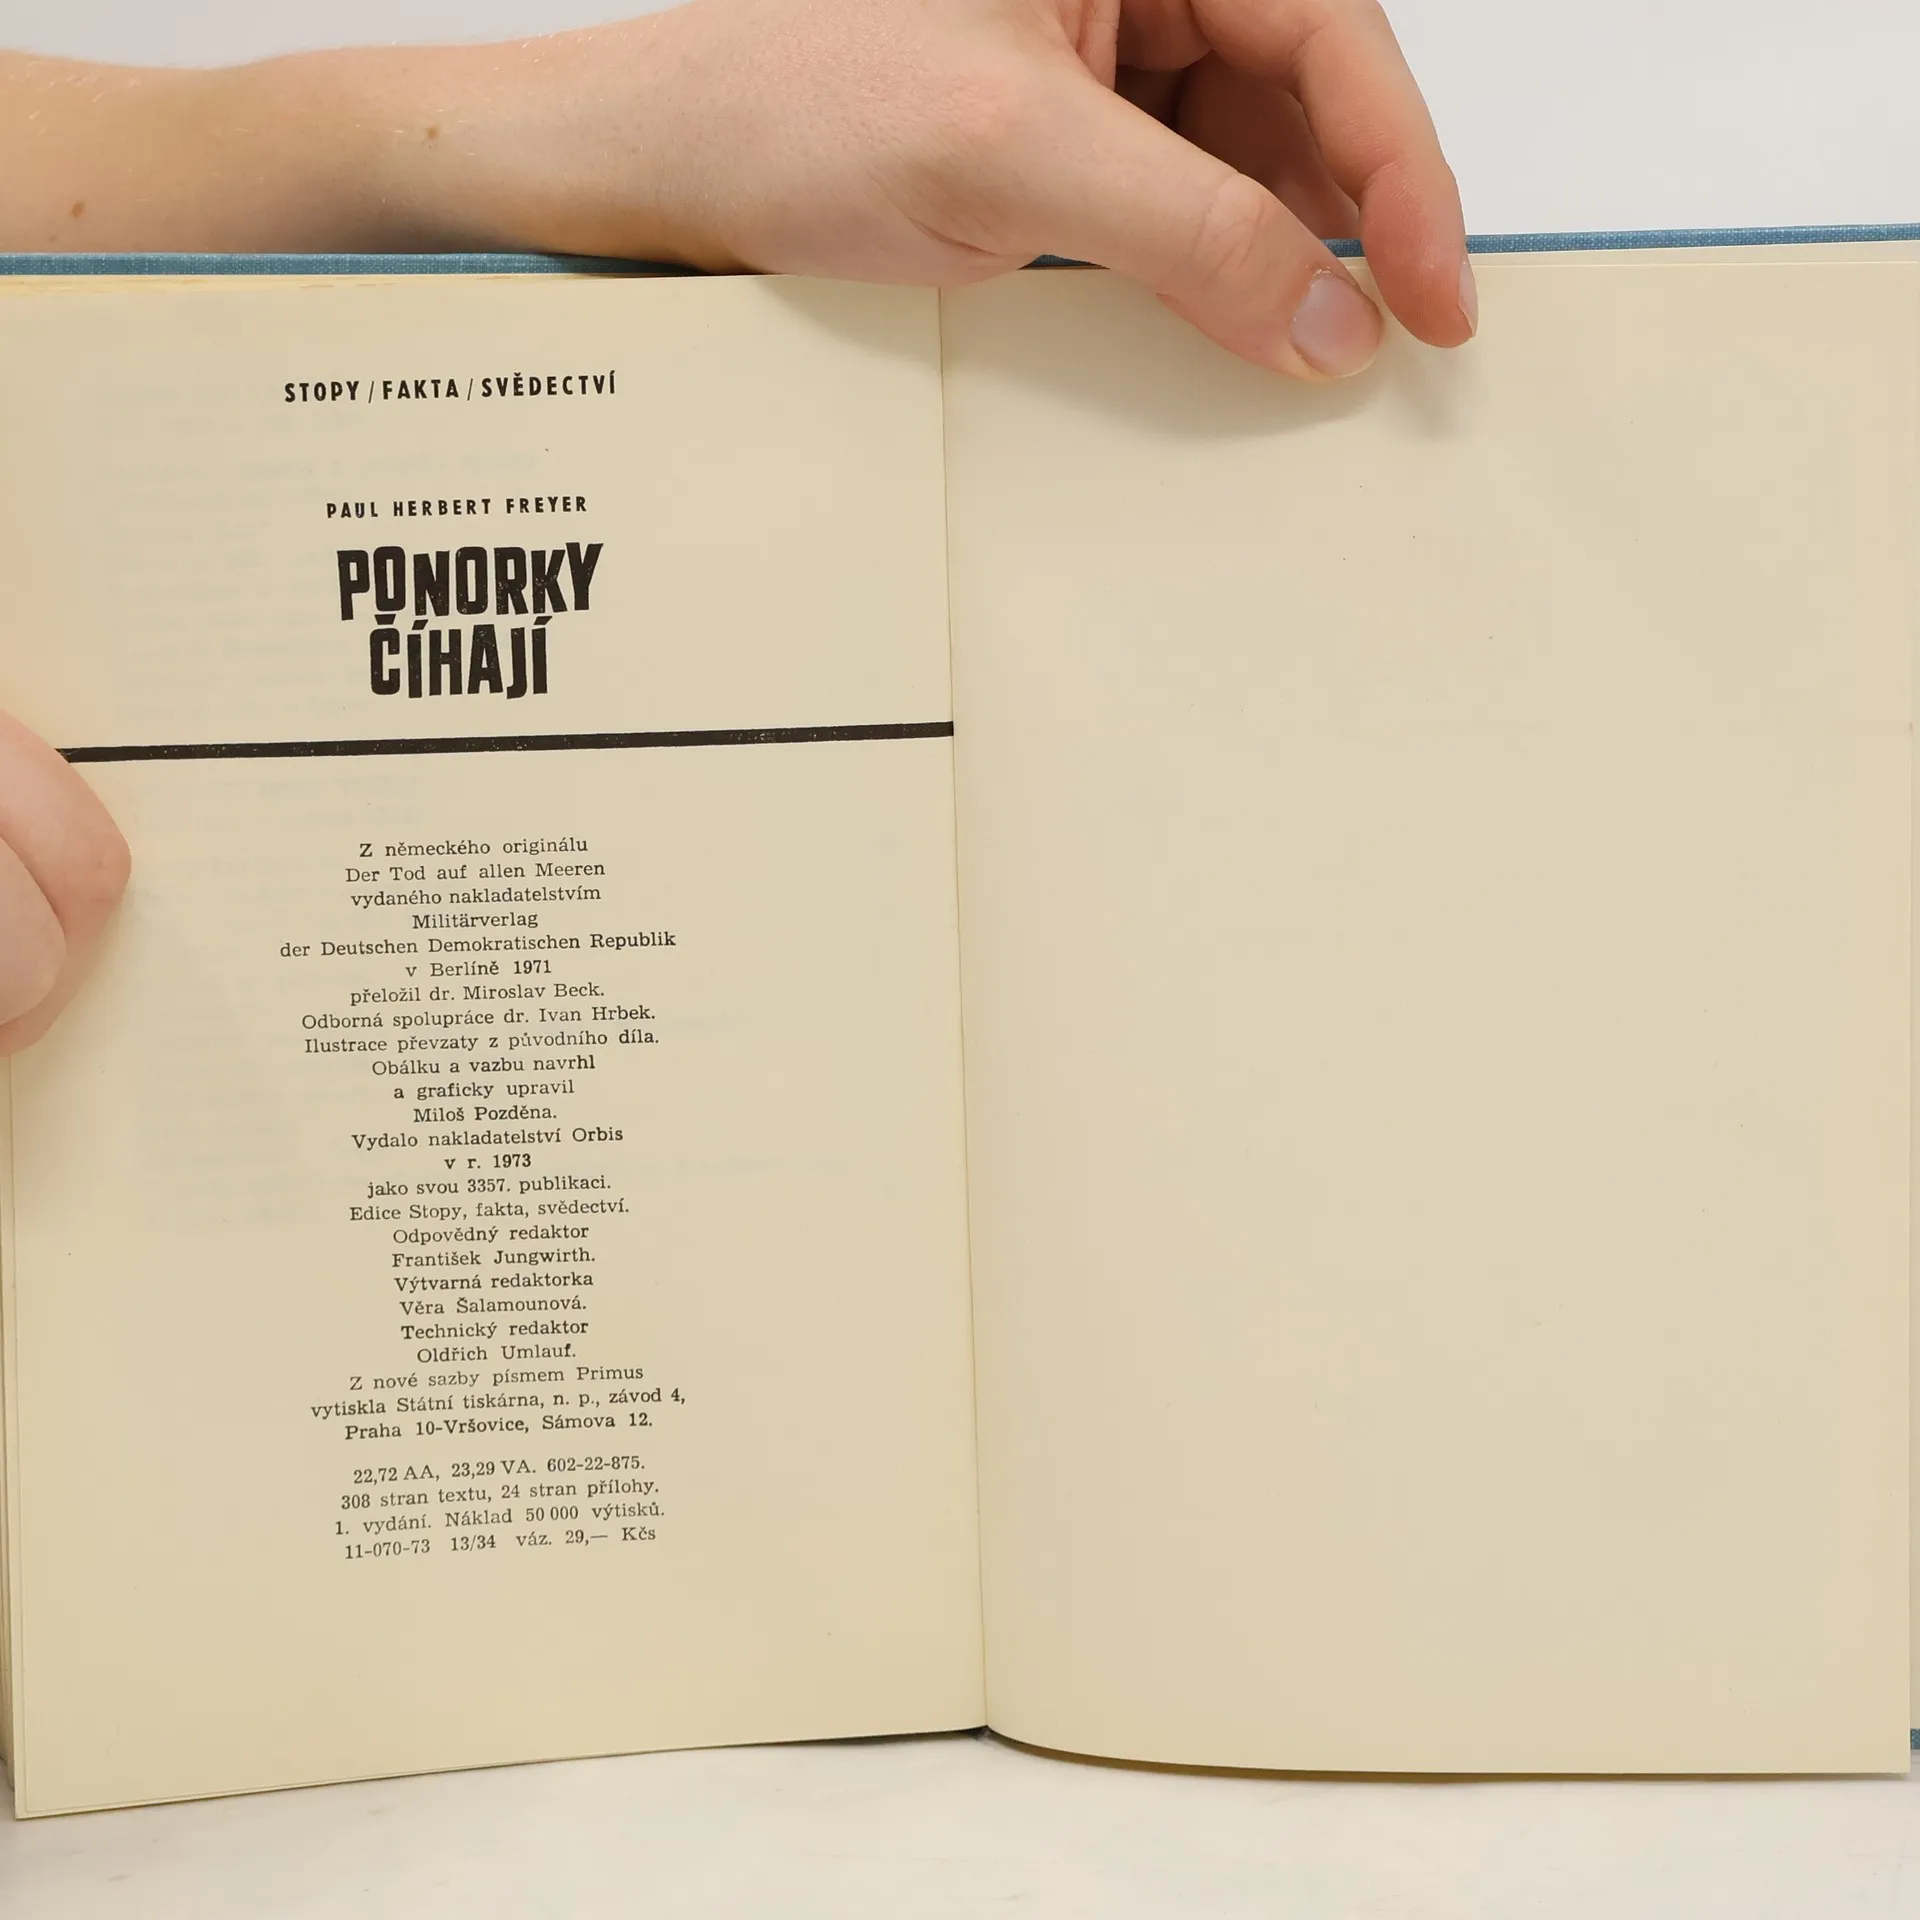 STOPY/FAKTA/SVĚDECTVÍ
PAUL HERBERT FREYER
PONORKY
ČÍHAJÍ
Z německého originálu
Der Tod auf allen Meeren
vydaného nakladatelstvím
Militärverlag
der Deutschen Demokratischen Republik
v Berlíně 1971
přeložil dr. Miroslav Beck.
Odborná spolupráce dr. Ivan Hrbek.
Ilustrace převzaty z původního díla.
Obálku a vazbu navrhl
a graficky upravil
Miloš Pozděna.
Vydalo nakladatelství Orbis
v r. 1973
jako svou 3357. publikaci.
Edice Stopy, fakta, svědectví.
Odpovědný redaktor
František Jungwirth.
Výtvarná redaktorka
Věra Šalamounová.
Technický redaktor
Oldřich Umlauf.
Z nové sazby písmem Primus
vytiskla Státní tiskárna, n. p., závod 4,
Praha 10-Vršovice, Sámova 12.
22,72 AA, 23,29 VA. 602-22-875.
308 stran textu, 24 stran přílohy.
1. vydání. Náklad 50 000 výtisků.
11-070-73 13/34 váz. 29,— Kčs